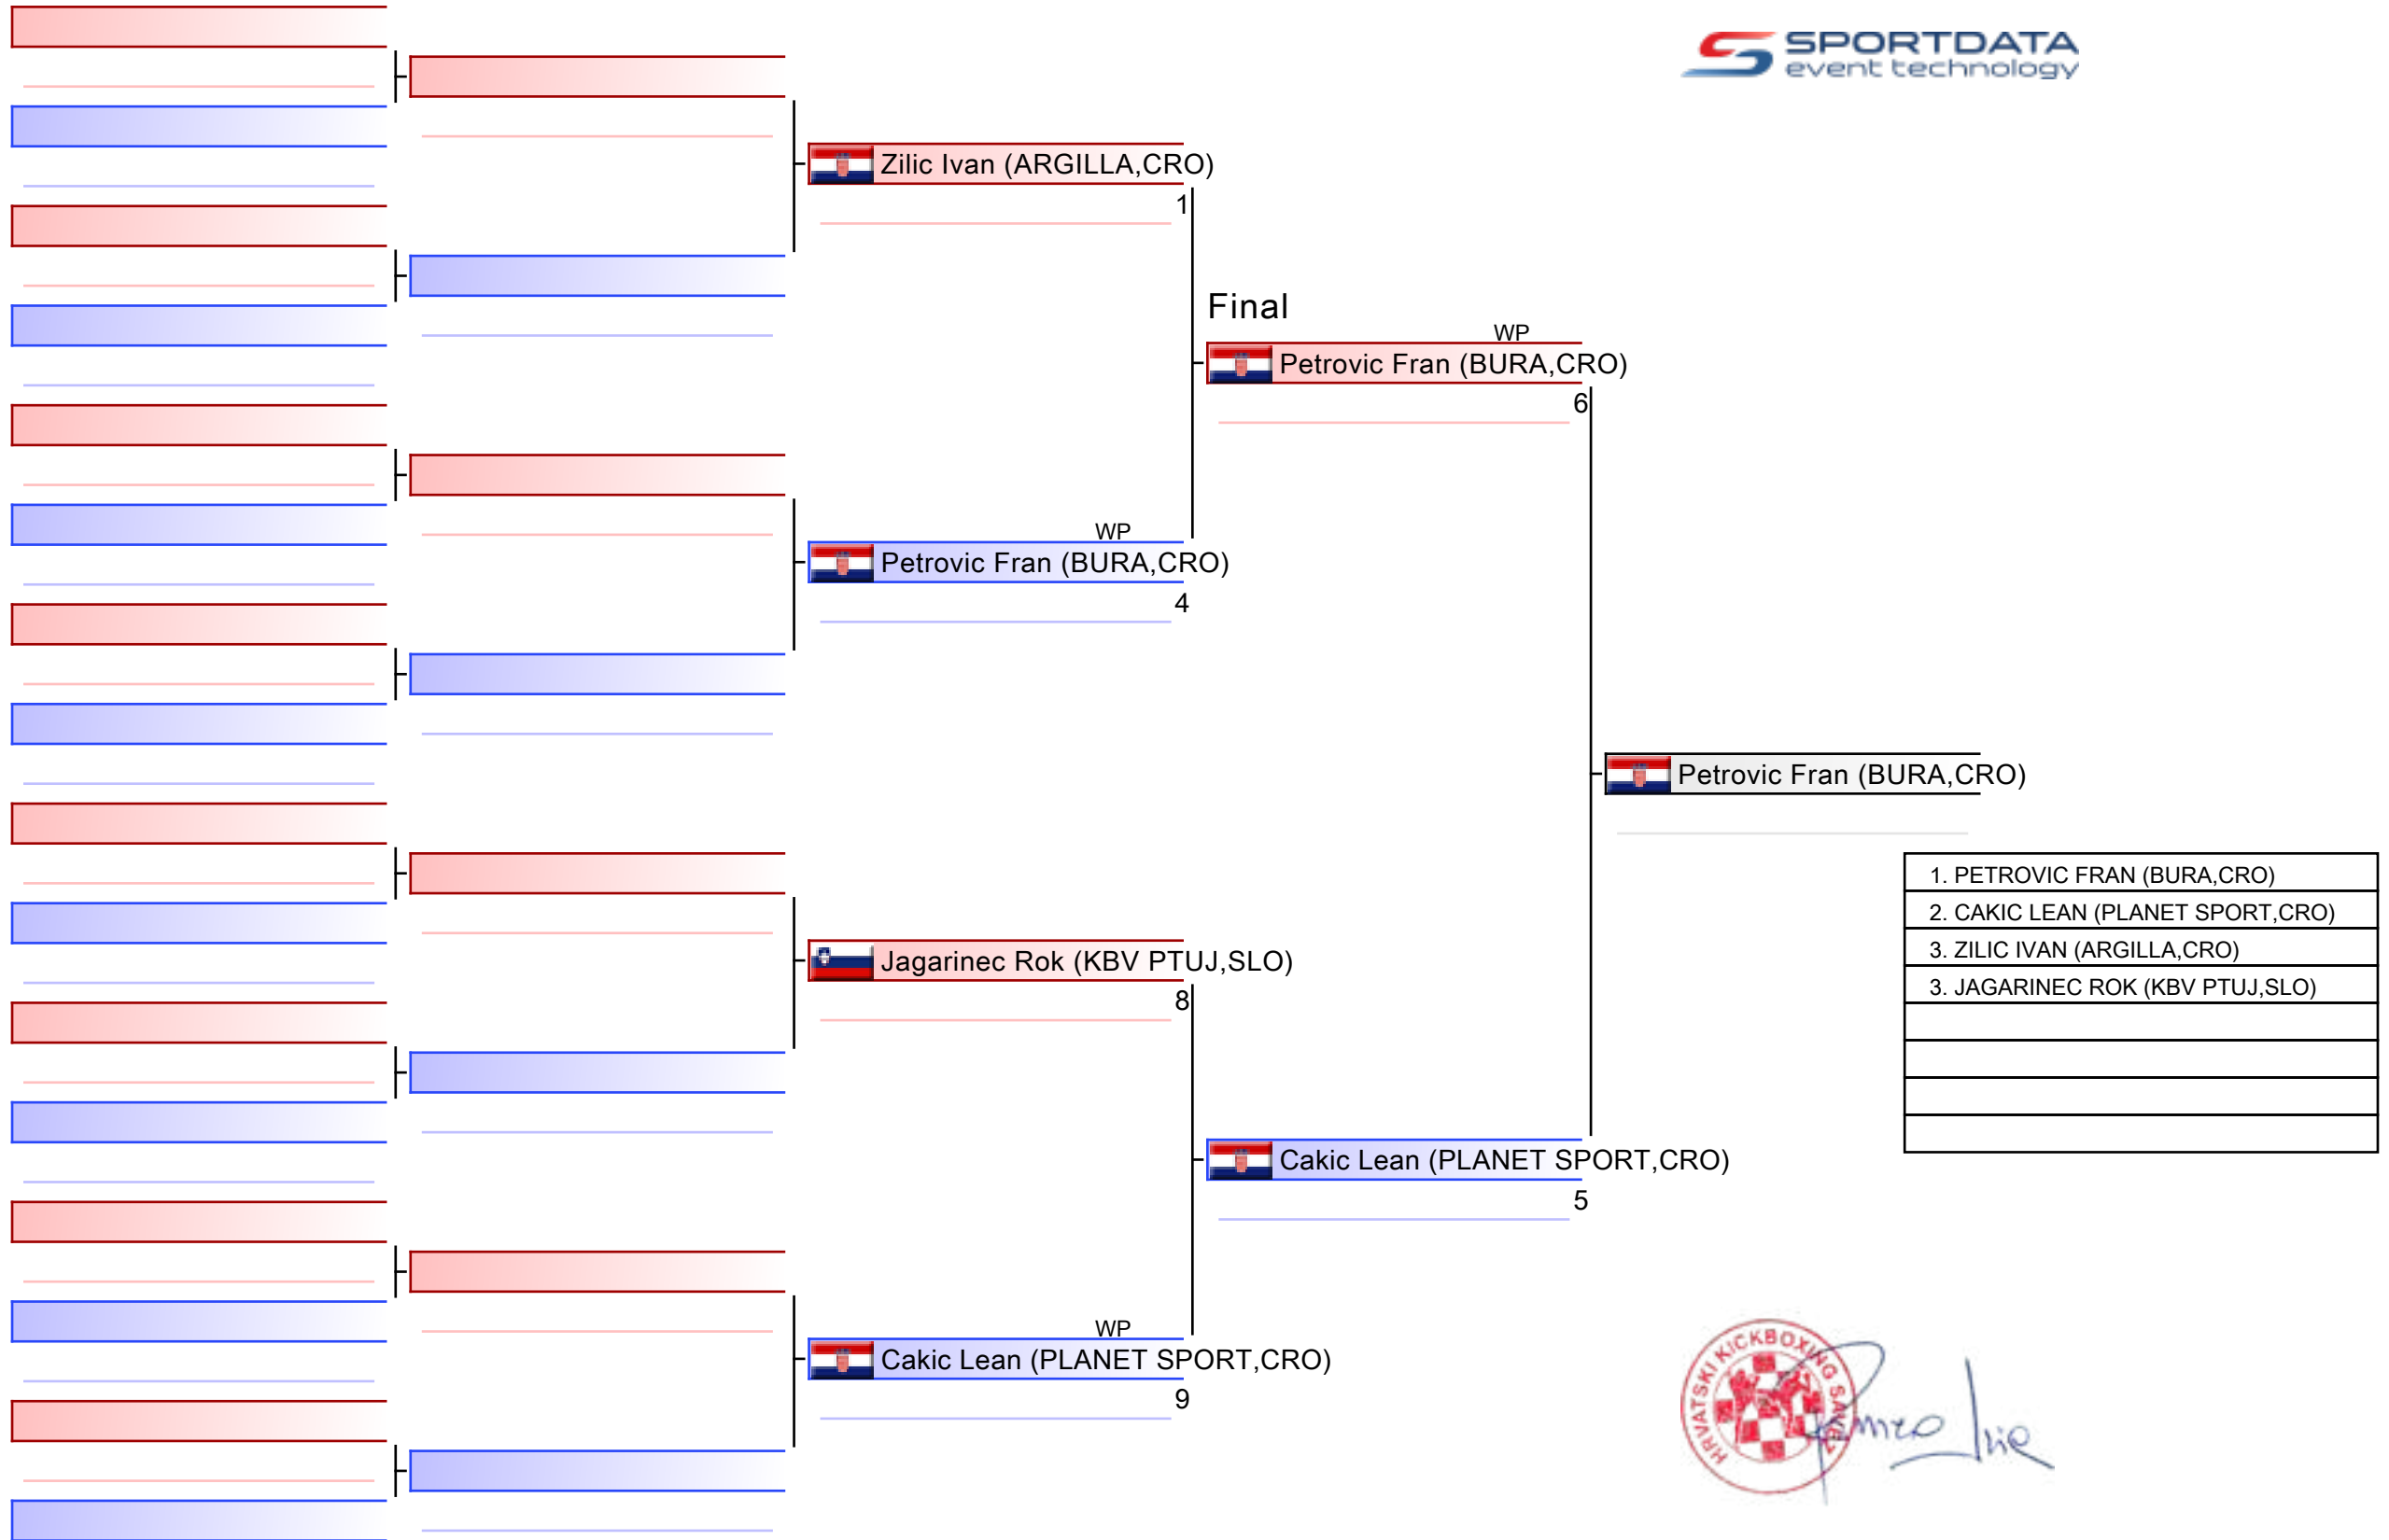 SPORTDATA
event technology
Zilic Ivan (ARGILLA,CRO)
1
Final
WP
Petrovic Fran (BURA,CRO)
6
WP
Petrovic Fran (BURA,CRO)
4
Petrovic Fran (BURA,CRO)
1. PETROVIC FRAN (BURA,CRO)
2. CAKIC LEAN (PLANET SPORT,CRO)
3. ZILIC IVAN (ARGILLA,CRO)
3. JAGARINEC ROK (KBV PTUJ,SLO)
Jagarinec Rok (KBV PTUJ,SLO)
8
Cakic Lean (PLANET SPORT,CRO)
5
WP
Cakic Lean (PLANET SPORT,CRO)
9
HRVATSKI KICKBOXING SAVEZ